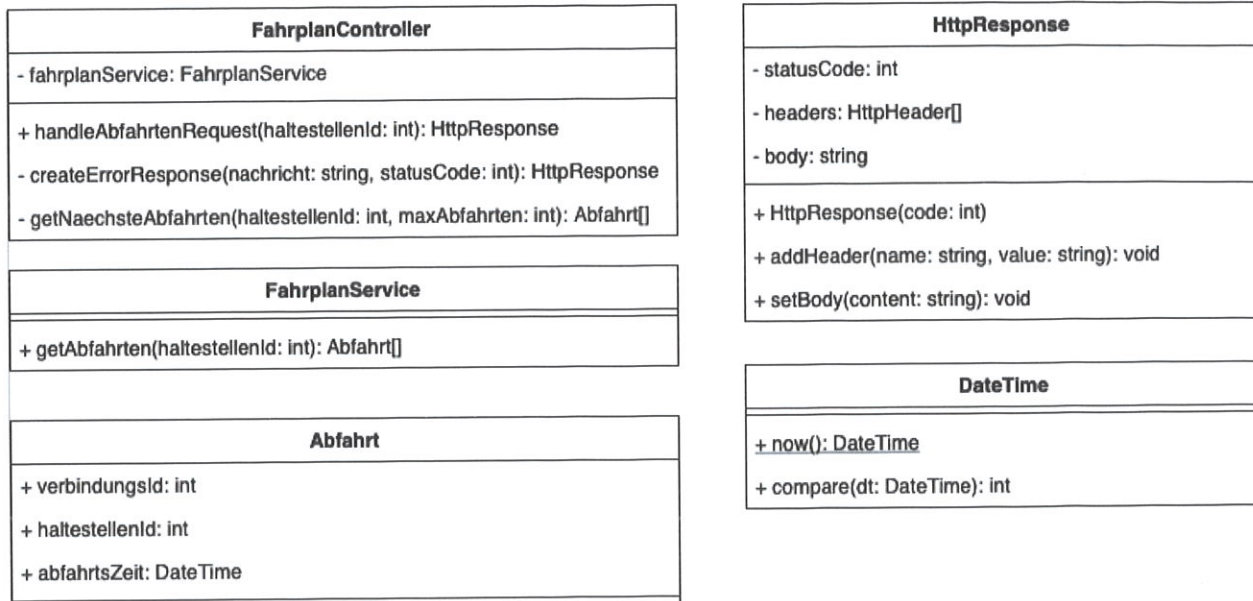 FahrplanController
- fahrplanService: FahrplanService
+ handleAbfahrtenRequest(haltestellenId: int): HttpResponse
- createErrorResponse(nachricht: string, statusCode: int): HttpResponse
- getNaechsteAbfahrten(haltestellenId: int, maxAbfahrten: int): Abfahrt[]
FahrplanService
+ getAbfahrten(haltestellenId: int): Abfahrt[]
Abfahrt
+ verbindungsId: int
+ haltestellenId: int
+ abfahrtsZeit: DateTime
HttpResponse
- statusCode: int
- headers: HttpHeader[]
- body: string
+ HttpResponse(code: int)
+ addHeader(name: string, value: string): void
+ setBody(content: string): void
DateTime
+ now(): DateTime
+ compare(dt: DateTime): int